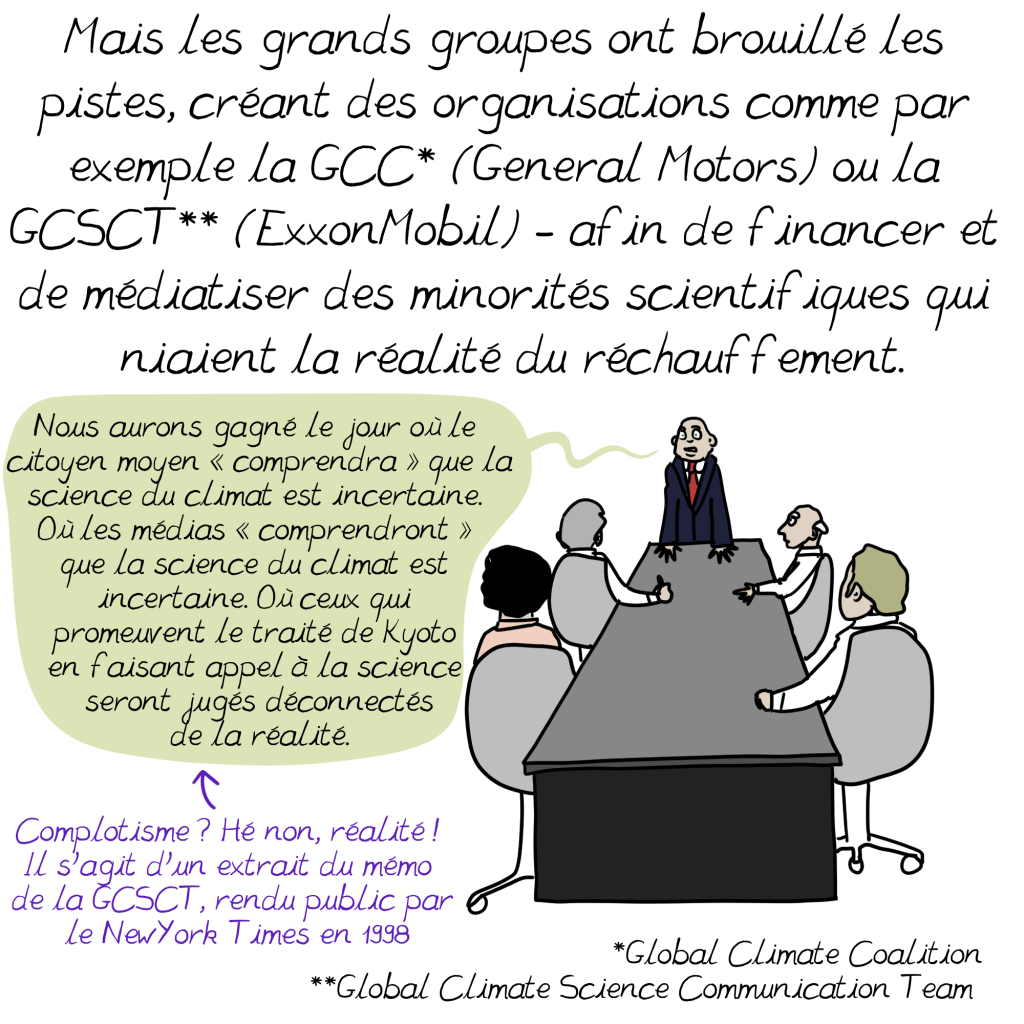 Mais les grands groupes ont brouillé les
pistes, créant des organisations comme par
exemple la GCC* (General Motors) ou la
GCSCT** (ExxonMobil) - afin de financer et
de médiatiser des minorités scientifiques qui
niaient la réalité du réchauffement.
Nous aurons gagné le jour où le
citoyen moyen « comprendra » que la
science du climat est incertaine.
Où les médias « comprendront »
que la science du climat est
incertaine. Où ceux qui
promeuvent le traité de Kyoto
en faisant appel à la science
seront jugés déconnectés
de la réalité.
Complotisme ? Hé non, réalité !
Il s'agit d'un extrait du mémo
de la GCSCT, rendu public par
le NewYork Times en 1998
*Global Climate Coalition
**Global Climate Science Communication Team